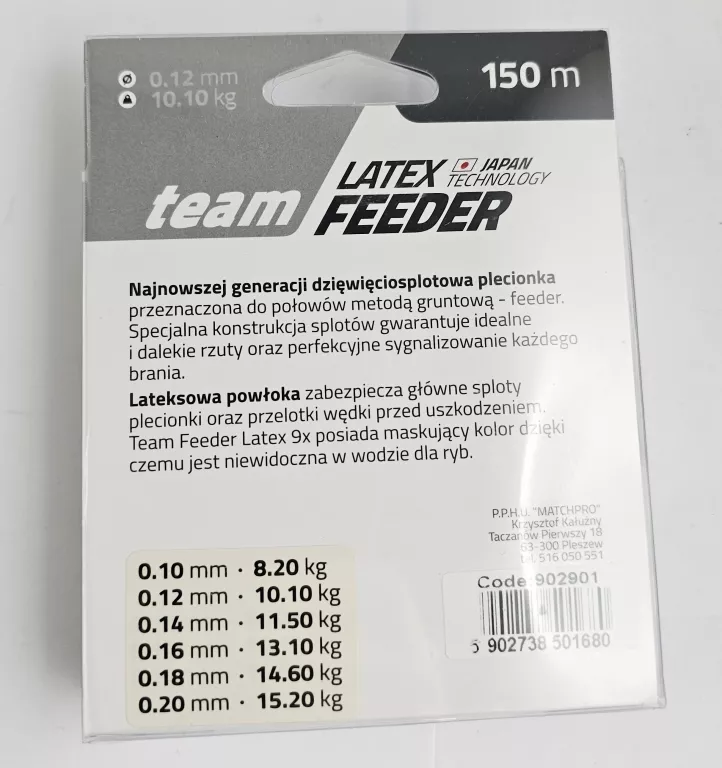 0.12 mm
10.10 kg
150 m
team
LATEX JAPAN TECHNOLOGY
FEEDER
Najnowszej generacji dziewięciosplotowa plecionka
przeznaczona do połowów metodą gruntową - feeder.
Specjalna konstrukcja splotów gwarantuje idealne
i dalekie rzuty oraz perfekcyjne sygnalizowanie każdego
brania.
Lateksowa powłoka zabezpiecza główne sploty
plecionki oraz przelotki wędki przed uszkodzeniem.
Team Feeder Latex 9x posiada maskujący kolor dzięki
czemu jest niewidoczna w wodzie dla ryb.
P.P.H.U. "MATCHPRO"
Krzysztof Kałużny
Taczanów Pierwszy 18
63-300 Pleszew
tel. 516 050 551
Code:902901
5 902738 501680
0.10 mm · 8.20 kg
0.12 mm · 10.10 kg
0.14 mm · 11.50 kg
0.16 mm · 13.10 kg
0.18 mm · 14.60 kg
0.20 mm · 15.20 kg